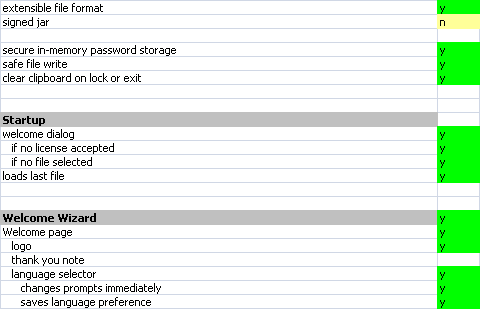 extensible file format y
signed jar n
secure in-memory password storage y
safe file write y
clear clipboard on lock or exit y
Startup
welcome dialog y
if no license accepted y
if no file selected y
loads last file y
Welcome Wizard y
Welcome page y
logo y
thank you note
language selector y
changes prompts immediately y
saves language preference y